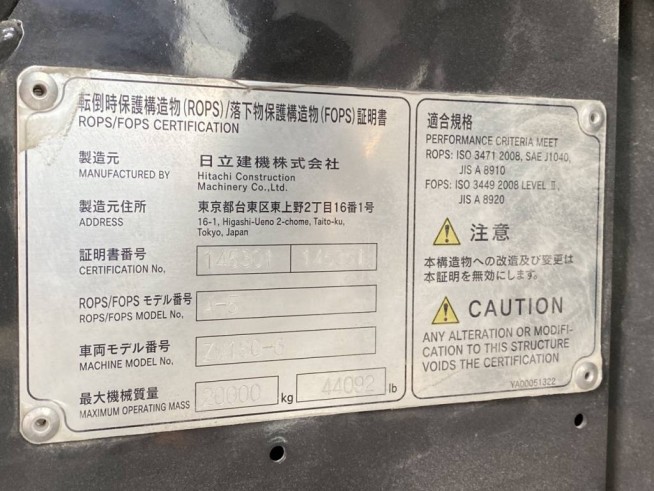 転倒時保護構造物(ROPS)/落下物保護構造物(FOPS)証明書
ROPS/FOPS CERTIFICATION
製造元 日立建機株式会社
MANUFACTURED BY Hitachi Construction
Machinery Co.,Ltd.
製造元住所 東京都台東区東上野2丁目16番1号
ADDRESS 16-1, Higashi-Ueno 2-chome, Taito-ku,
Tokyo, Japan
証明書番号
CERTIFICATION No.
ROPS/FOPS モデル番号
ROPS/FOPS MODEL No.
車両モデル番号
MACHINE MODEL No.
最大機械質量
MAXIMUM OPERATING MASS 20000 kg 44092 lb
適合規格
PERFORMANCE CRITERIA MEET
ROPS: ISO 3471 2008, SAE J1040,
JIS A 8910
FOPS: ISO 3449 2008 LEVEL Ⅱ,
JIS A 8920
注意
本構造物への改造及び変更は
本証明を無効にします。
CAUTION
ANY ALTERATION OR MODIFI-
CATION TO THIS STRUCTURE
VOIDS THE CERTIFICATION
YA00051322